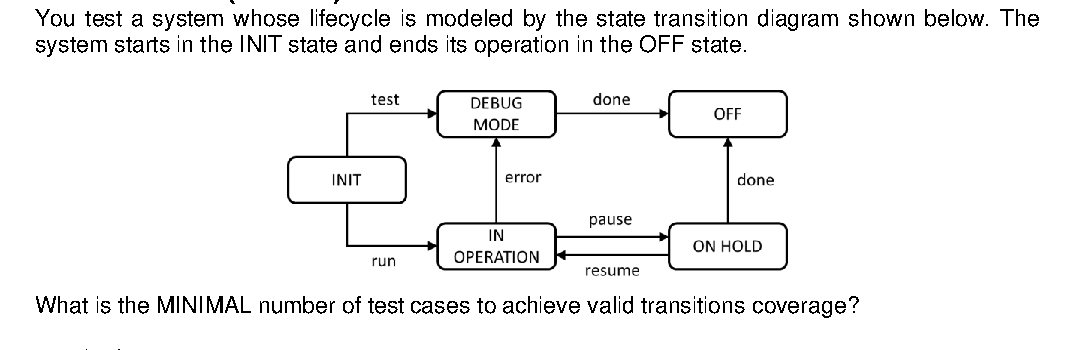 You test a system whose lifecycle is modeled by the state transition diagram shown below. The
system starts in the INIT state and ends its operation in the OFF state.
test
DEBUG
MODE
done
OFF
INIT
error
done
pause
IN
OPERATION
ON HOLD
run
resume
What is the MINIMAL number of test cases to achieve valid transitions coverage?